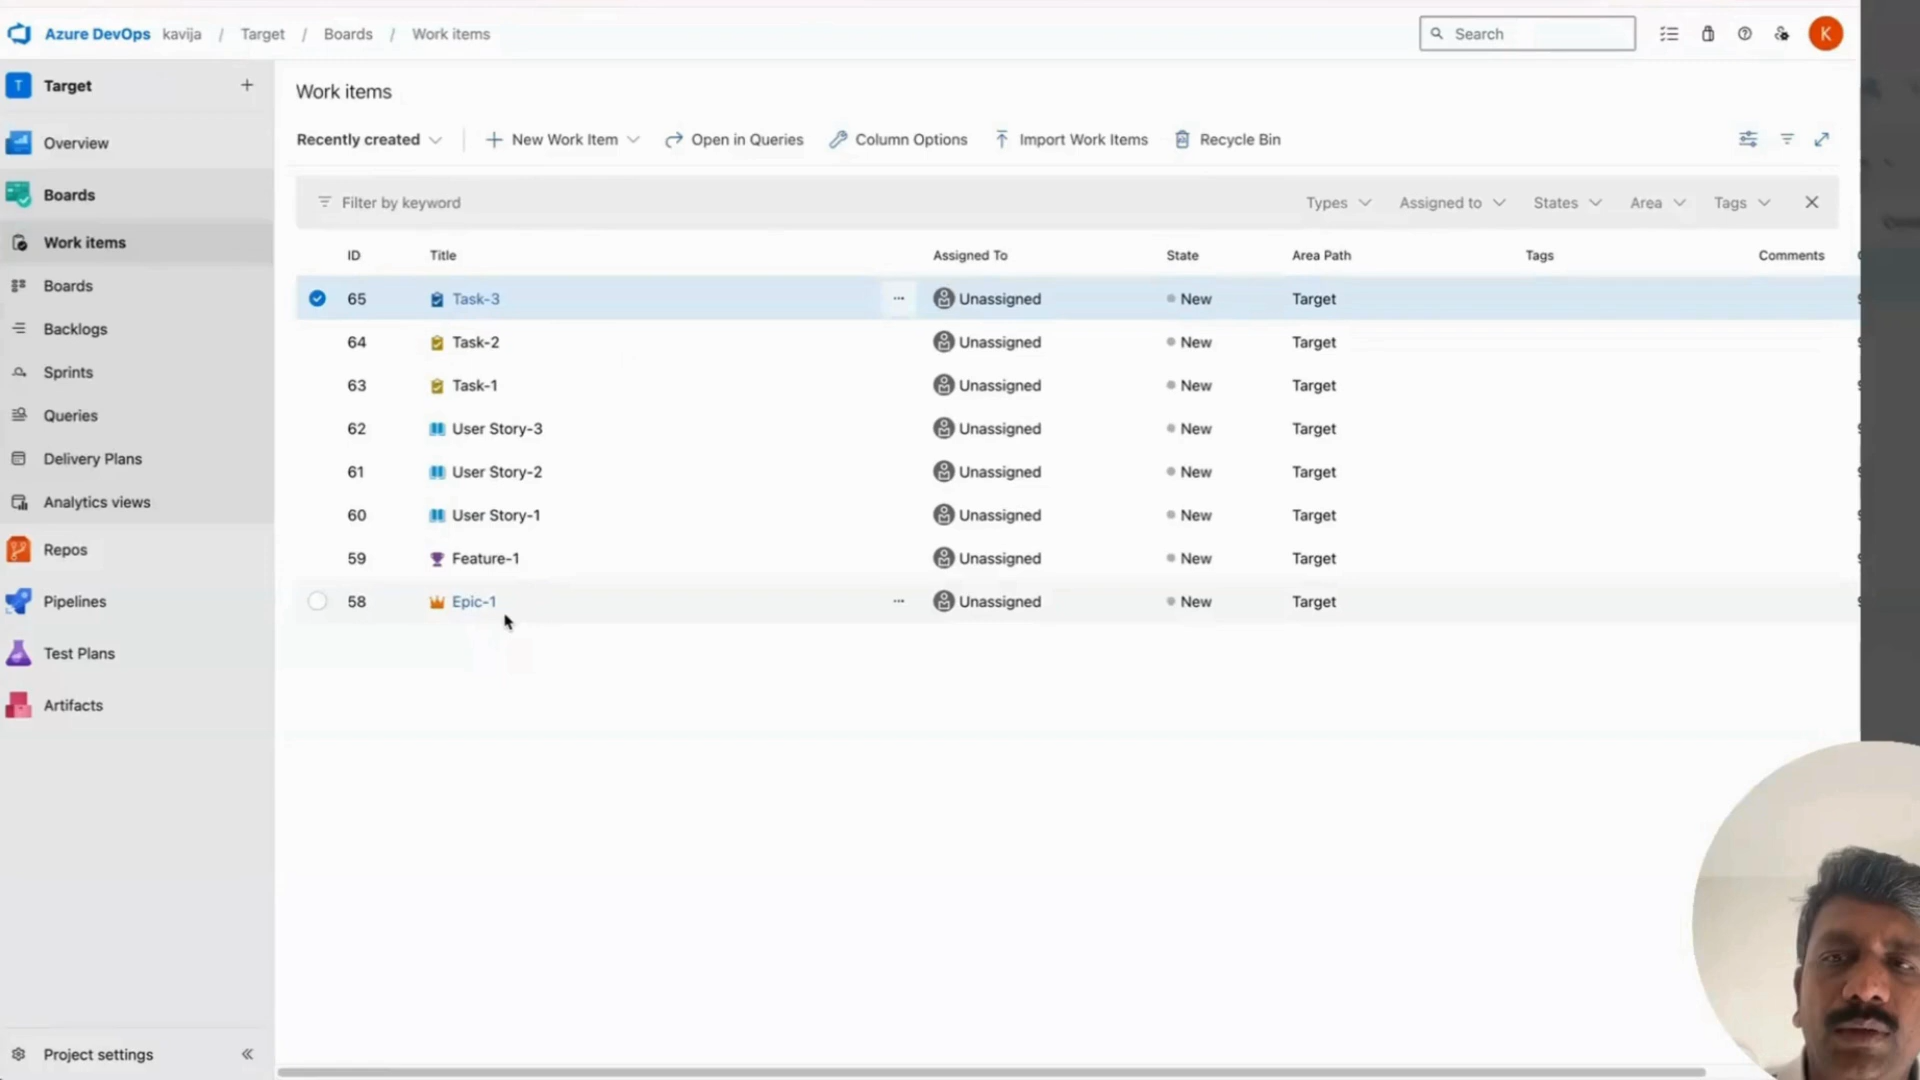 Azure DevOps kavija / Target / Boards / Work items
Search
K
T Target
Overview
Boards
Work items
Boards
Backlogs
Sprints
Queries
Delivery Plans
Analytics views
Repos
Pipelines
Test Plans
Artifacts
Project settings
Work items
Recently created New Work Item Open in Queries Column Options Import Work Items Recycle Bin
Filter by keyword Types Assigned to States Area Tags
ID Title Assigned To State Area Path Tags Comments
65 Task-3 ... Unassigned New Target
64 Task-2 Unassigned New Target
63 Task-1 Unassigned New Target
62 User Story-3 Unassigned New Target
61 User Story-2 Unassigned New Target
60 User Story-1 Unassigned New Target
59 Feature-1 Unassigned New Target
58 Epic-1 ... Unassigned New Target